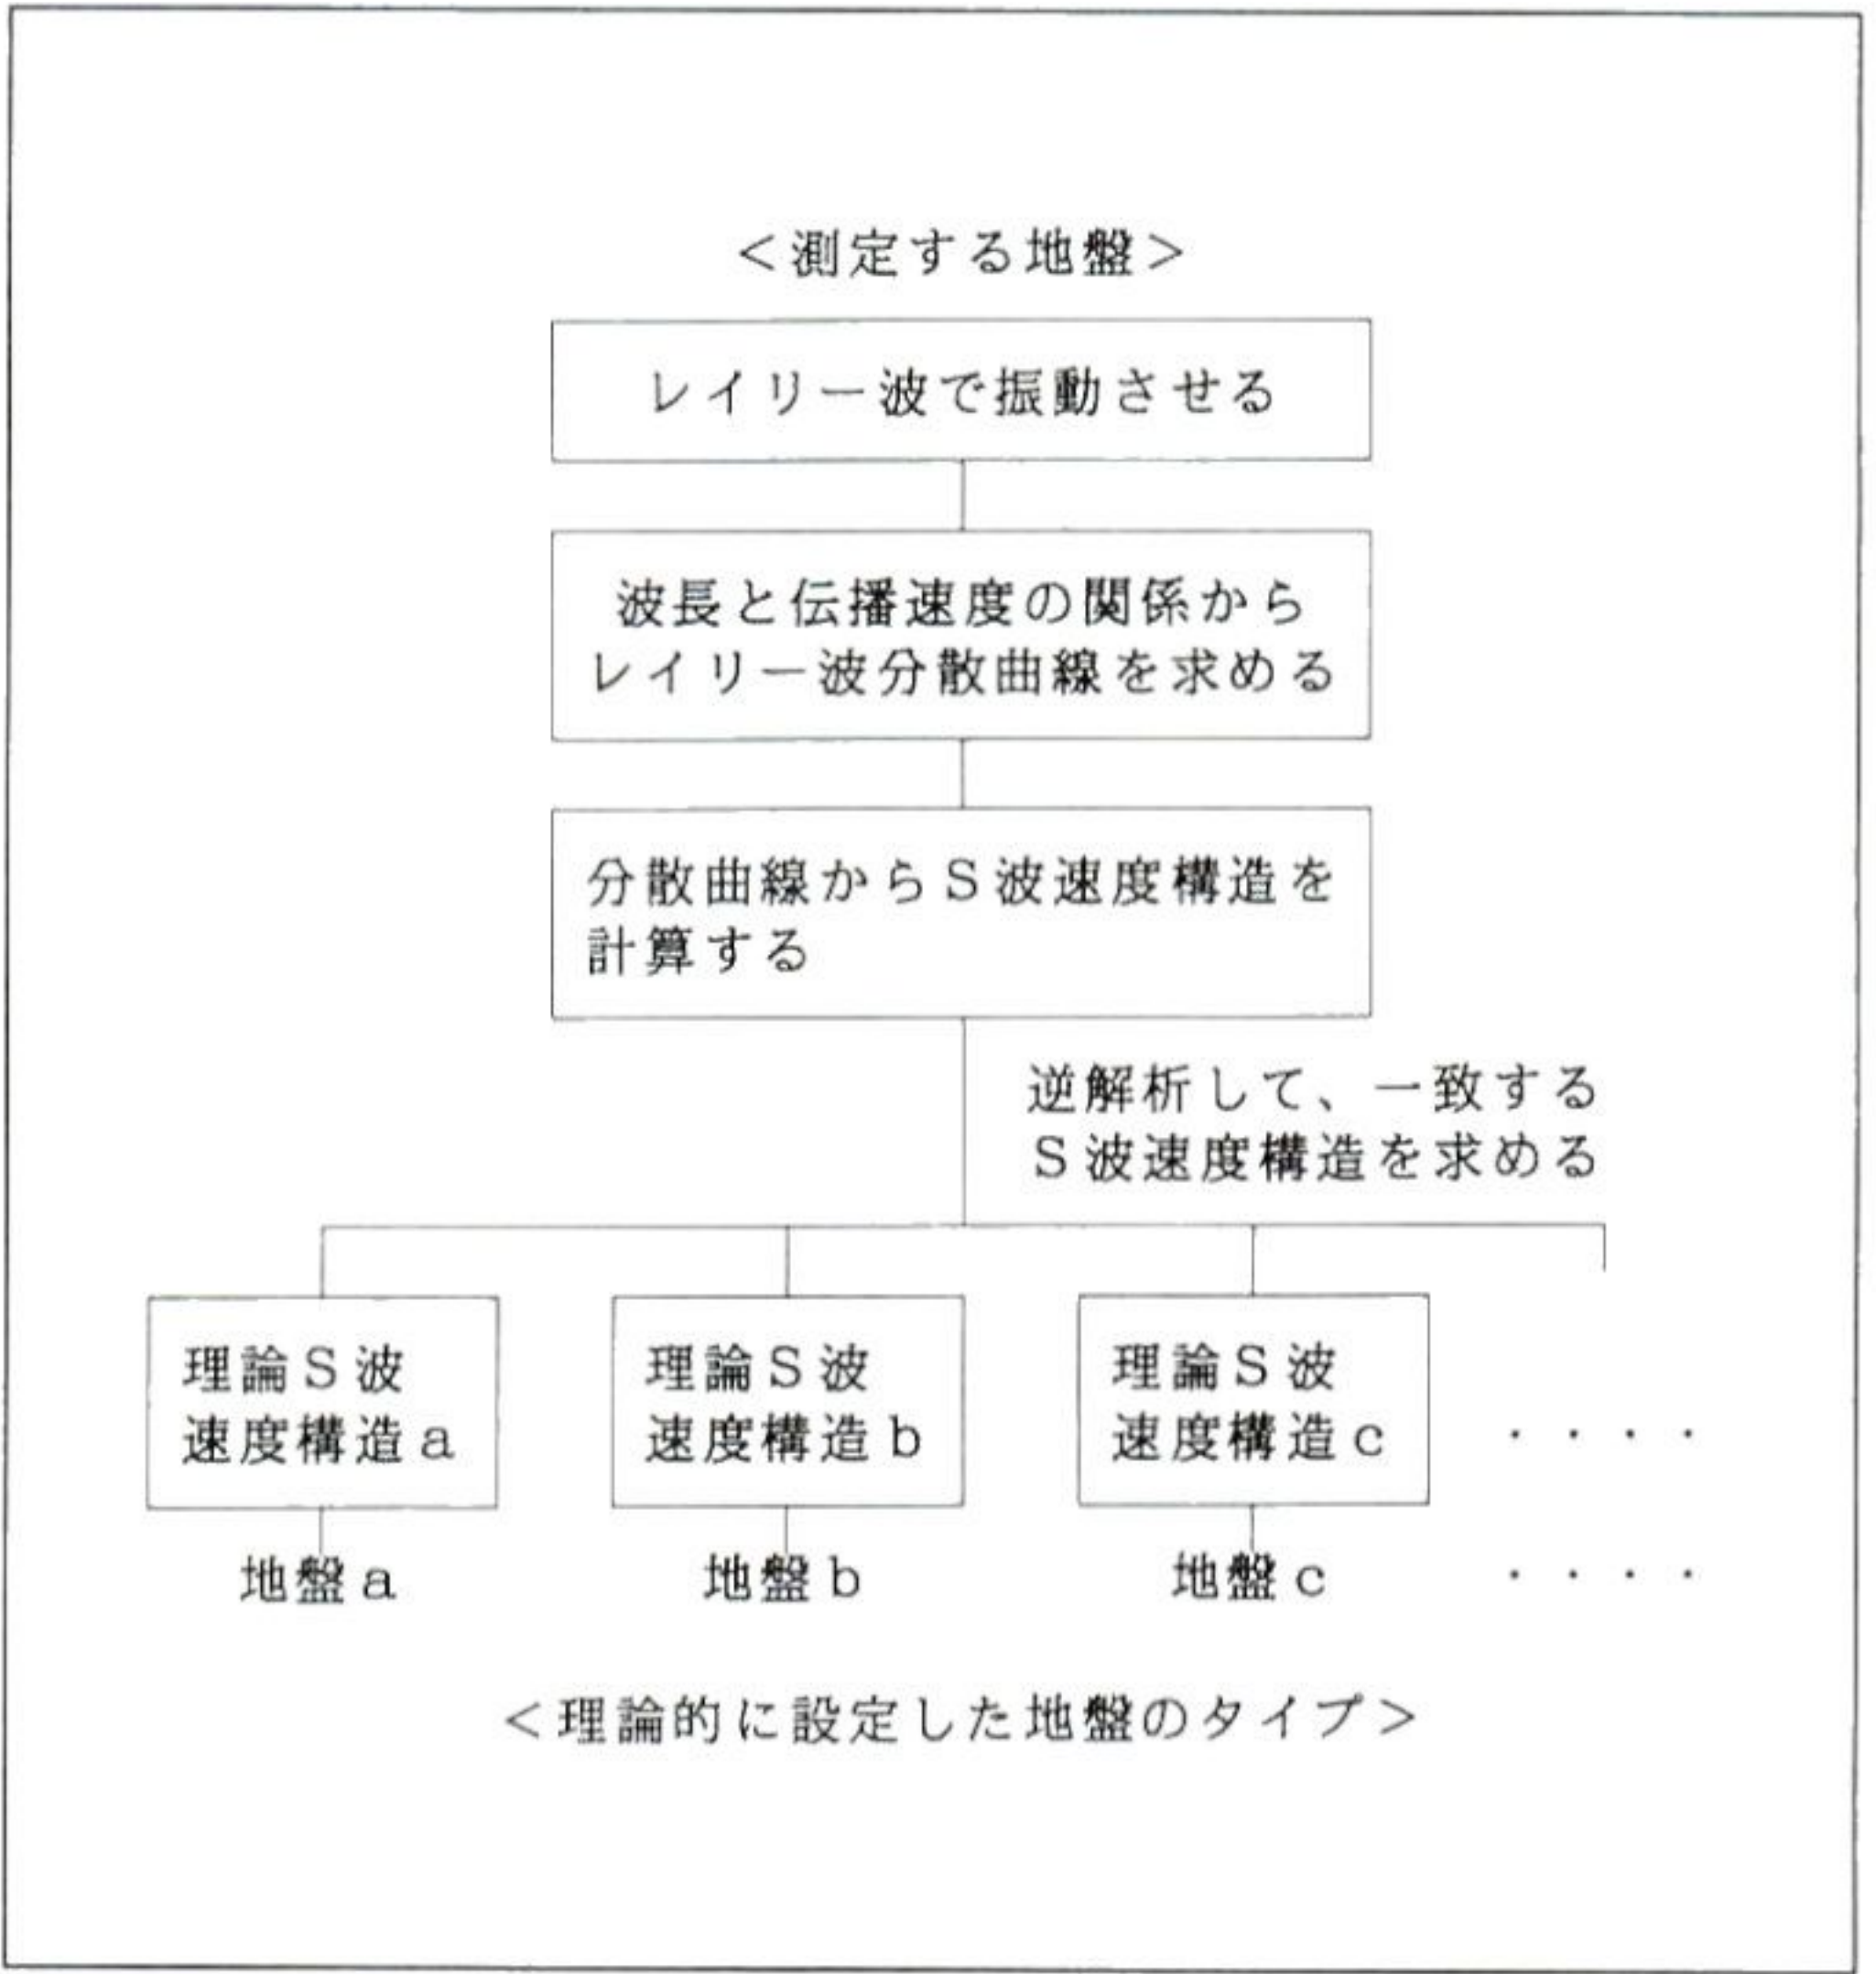 ＜測定する地盤＞
レイリー波で振動させる
波長と伝播速度の関係から
レイリー波分散曲線を求める
分散曲線からＳ波速度構造を
計算する
逆解析して、一致する
Ｓ波速度構造を求める
理論Ｓ波
速度構造ａ
理論Ｓ波
速度構造ｂ
理論Ｓ波
速度構造ｃ
・・・・
地盤ａ
地盤ｂ
地盤ｃ
・・・・
＜理論的に設定した地盤のタイプ＞